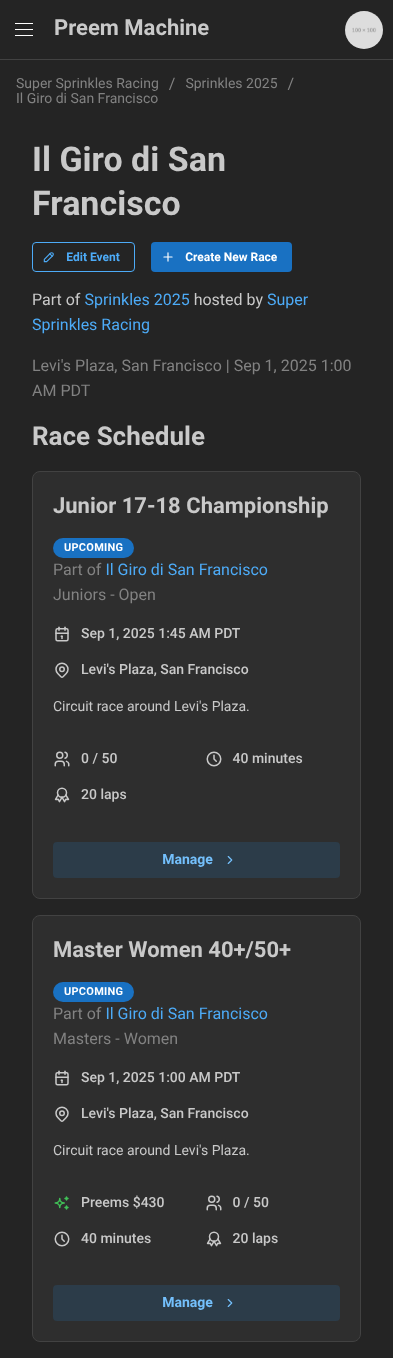 Preem Machine
100 × 100
Super Sprinkles Racing / Sprinkles 2025 /
Il Giro di San Francisco
Il Giro di San
Francisco
Edit Event
Create New Race
Part of Sprinkles 2025 hosted by Super
Sprinkles Racing
Levi's Plaza, San Francisco | Sep 1, 2025 1:00
AM PDT
Race Schedule
Junior 17-18 Championship
UPCOMING
Part of Il Giro di San Francisco
Juniors - Open
Sep 1, 2025 1:45 AM PDT
Levi's Plaza, San Francisco
Circuit race around Levi's Plaza.
0 / 50
40 minutes
20 laps
Manage
Master Women 40+/50+
UPCOMING
Part of Il Giro di San Francisco
Masters - Women
Sep 1, 2025 1:00 AM PDT
Levi's Plaza, San Francisco
Circuit race around Levi's Plaza.
Preems $430
0 / 50
40 minutes
20 laps
Manage